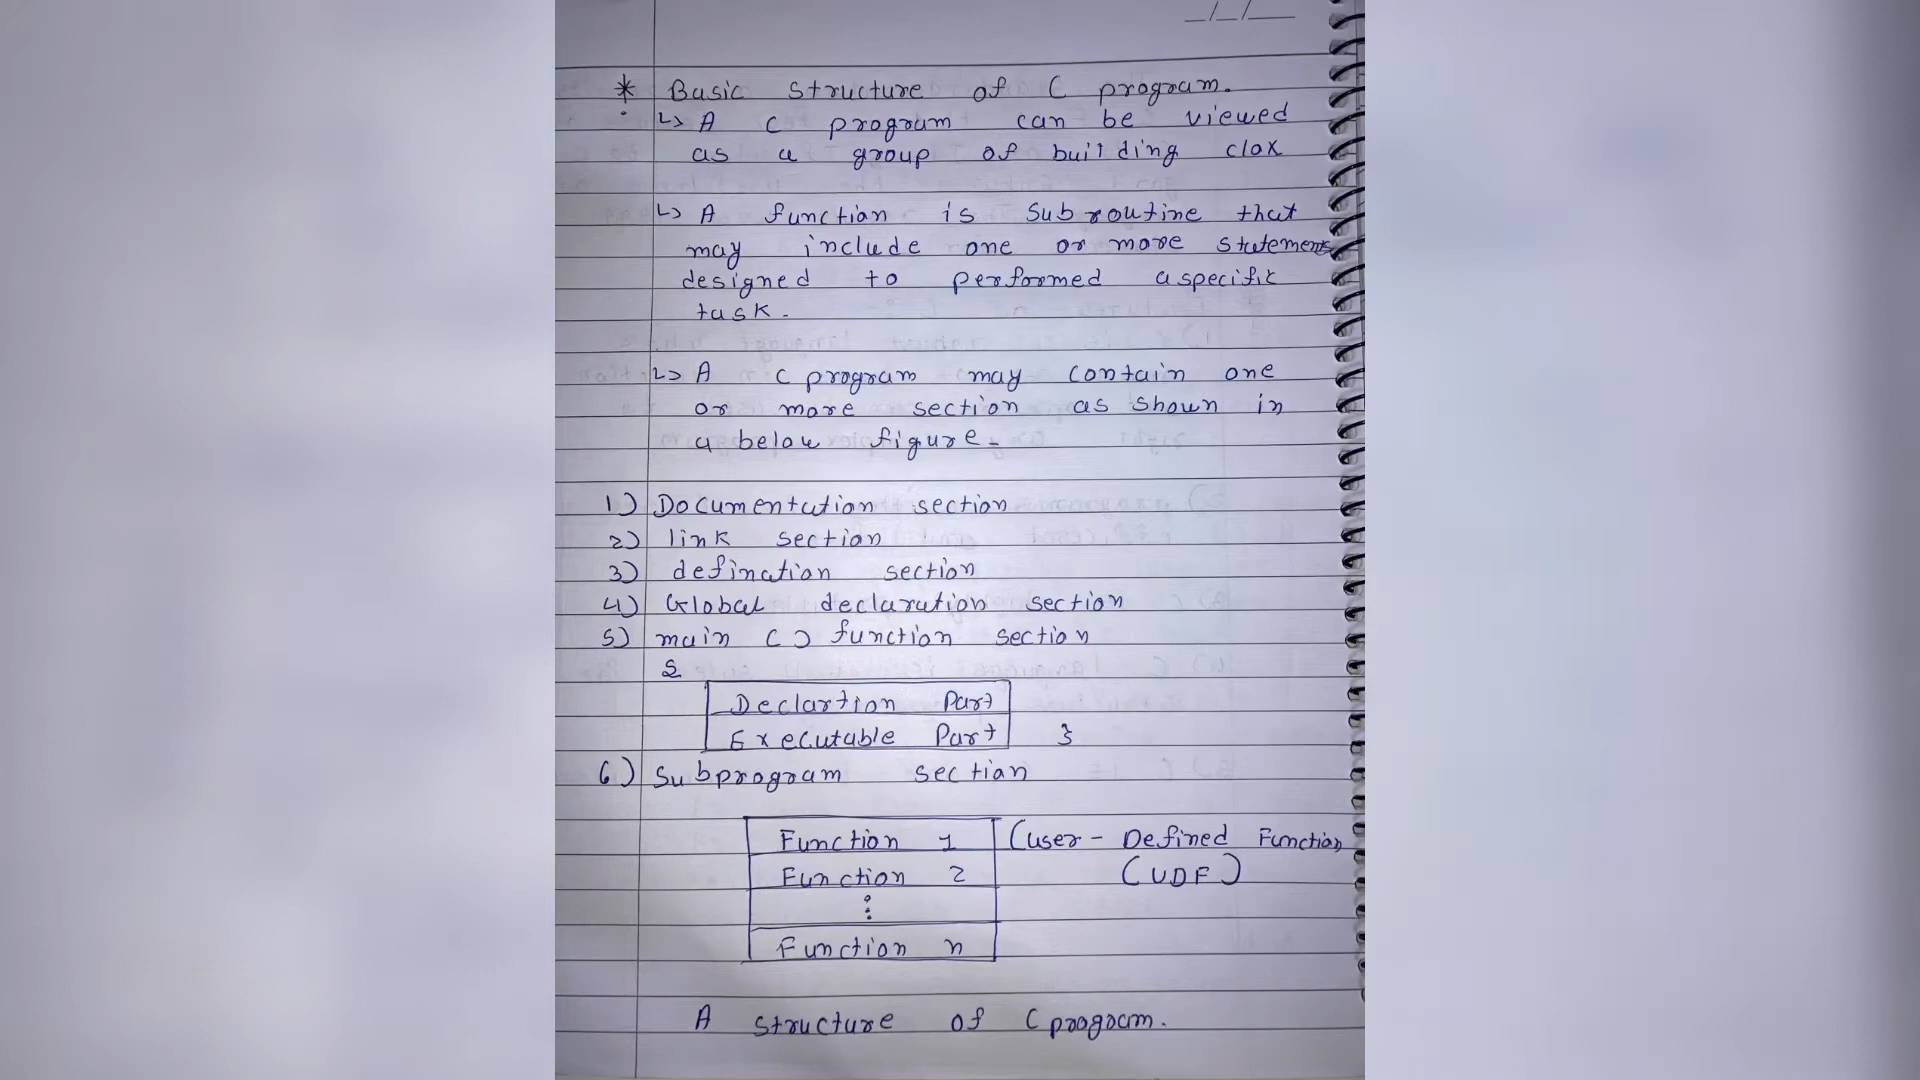 _/_/__
* Basic structure of C program.
↳ A C program can be viewed
as a group of building clox
↳ A function is subroutine that
may include one or more statements
designed to performed a specific
task.
↳ A C program may contain one
or more section as shown in
a below figure.
1) Documentation section
2) link section
3) defination section
4) Global declaration section
5) main () function section
{
Declartion Part
Executable Part }
6) Subprogram section
Function 1 (user - Defined Function
Function 2 (UDF)
⋮
Function n
A structure of C program.